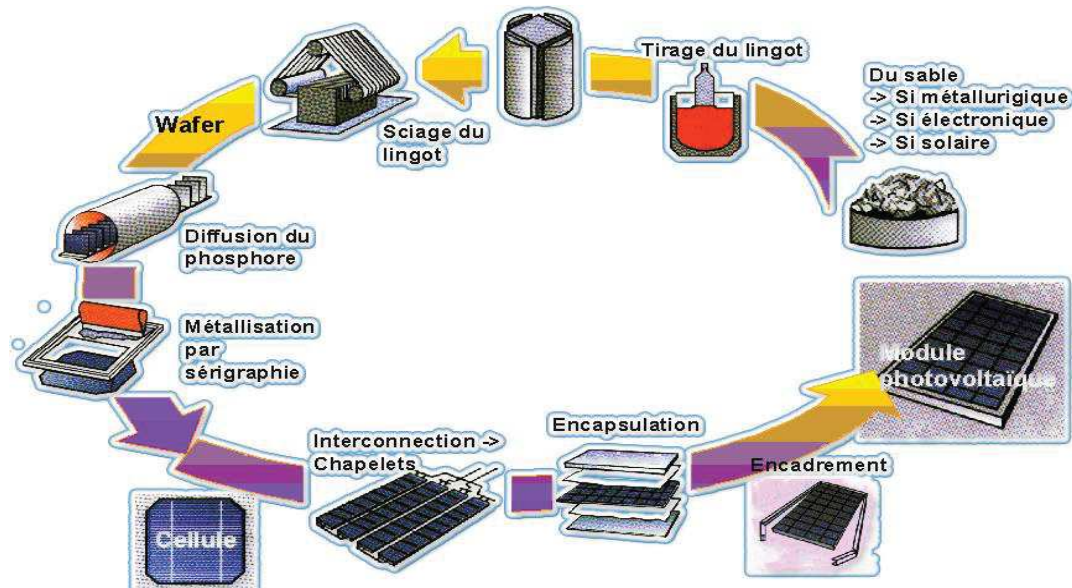 Tirage du lingot
Du sable
-> Si métallurigique
-> Si électronique
-> Si solaire
Sciage du
lingot
Wafer
Diffusion du
phosphore
Métallisation
par
sérigraphie
Cellule
Interconnection ->
Chapelets
Encapsulation
Encadrement
Module
photovoltaïque